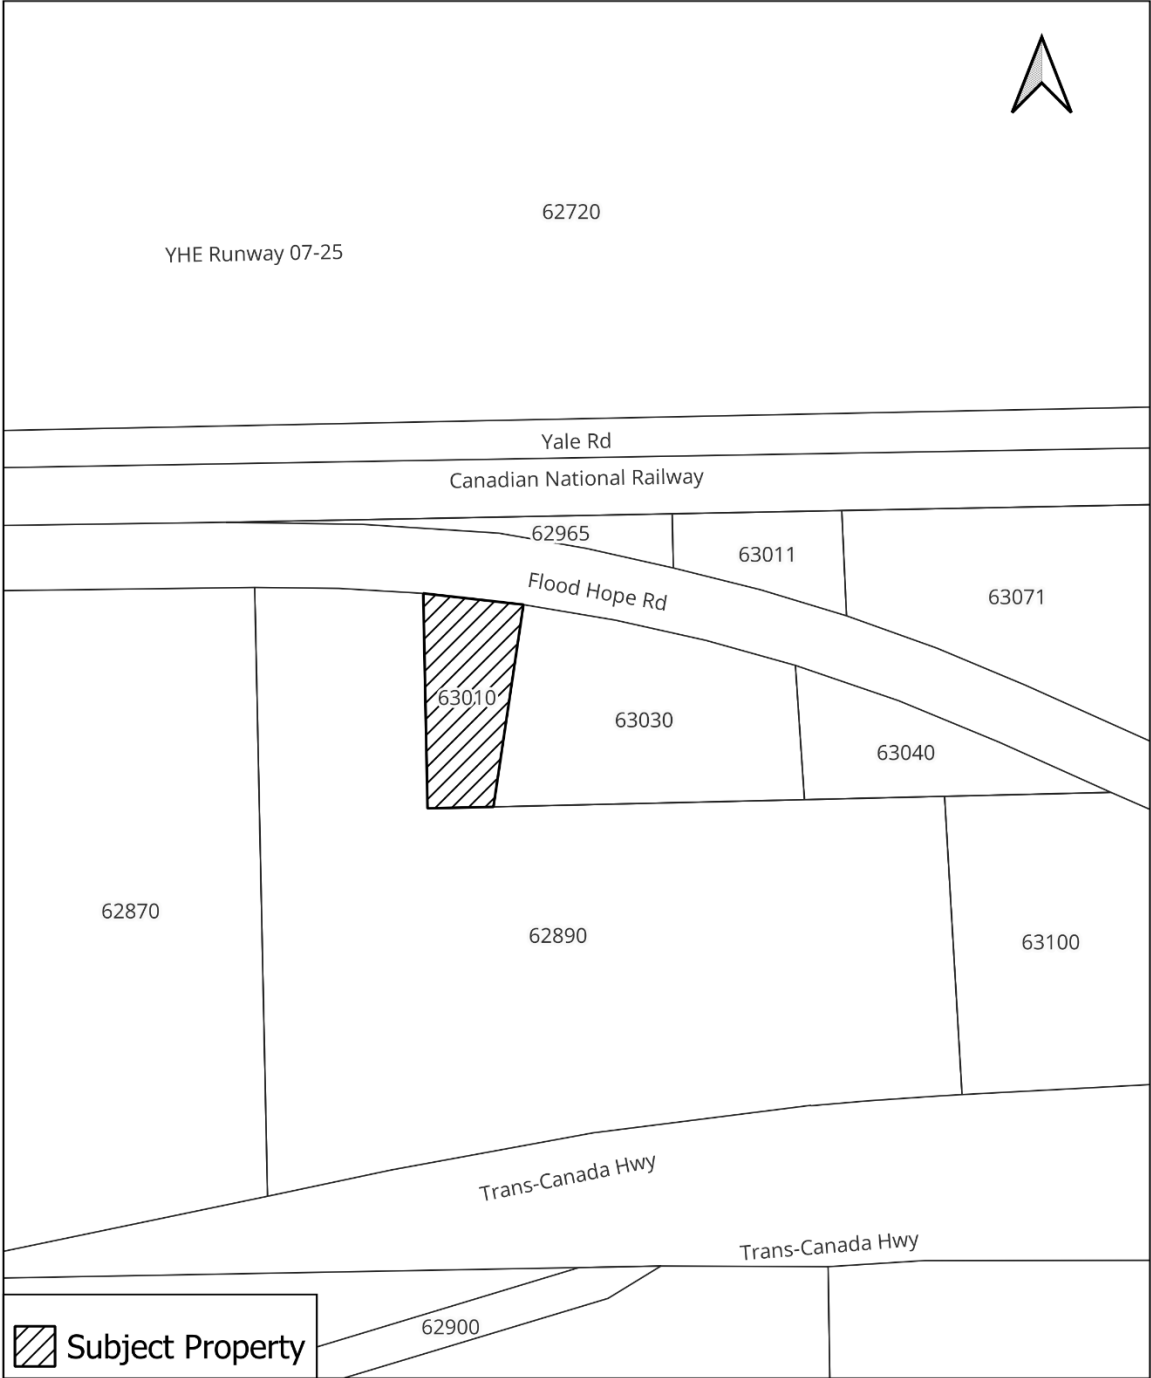 62720
YHE Runway 07-25
Yale Rd
Canadian National Railway
62965
63011
Flood Hope Rd
63071
63010
63030
63040
62870
62890
63100
Trans-Canada Hwy
Trans-Canada Hwy
62900
Subject Property